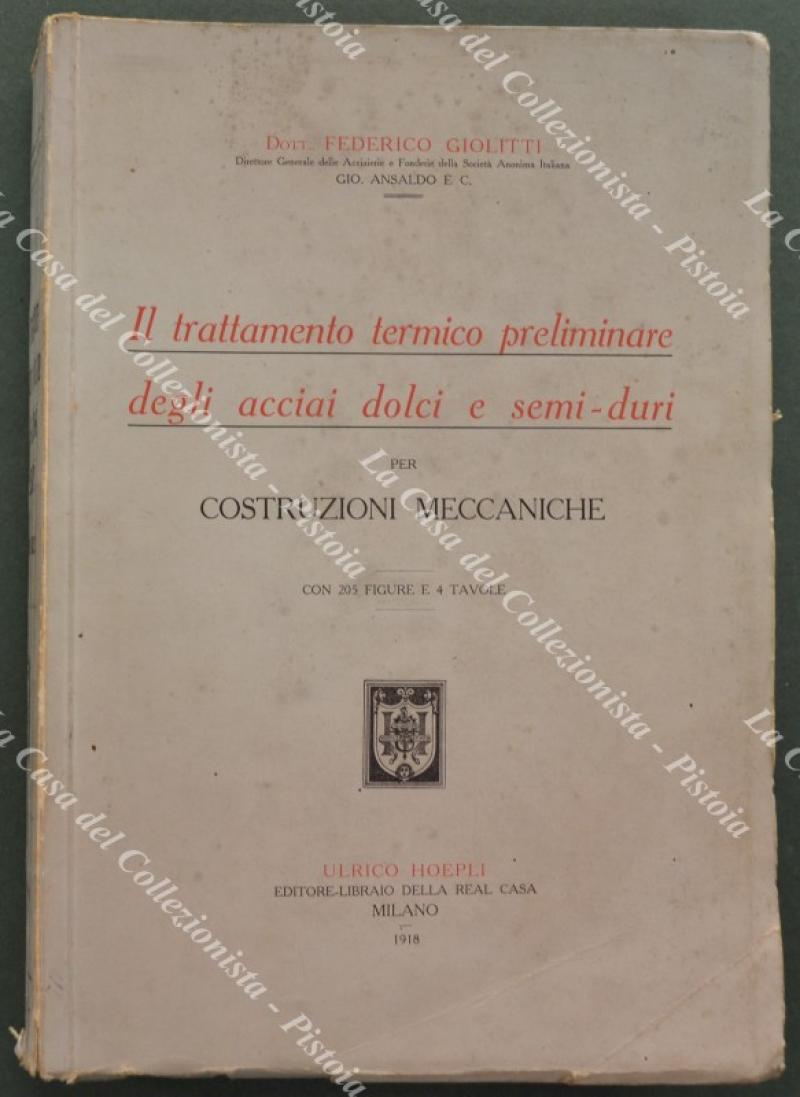 Dott. FEDERICO GIOLITTI
Direttore Generale delle Acciaierie e Fonderie della Società Anonima Italiana
GIO. ANSALDO E C.
Il trattamento termico preliminare
degli acciai dolci e semi-duri
PER
COSTRUZIONI MECCANICHE
CON 205 FIGURE E 4 TAVOLE
ULRICO HOEPLI
EDITORE-LIBRAIO DELLA REAL CASA
MILANO
1918
La Casa del Collezionista - Pistoia